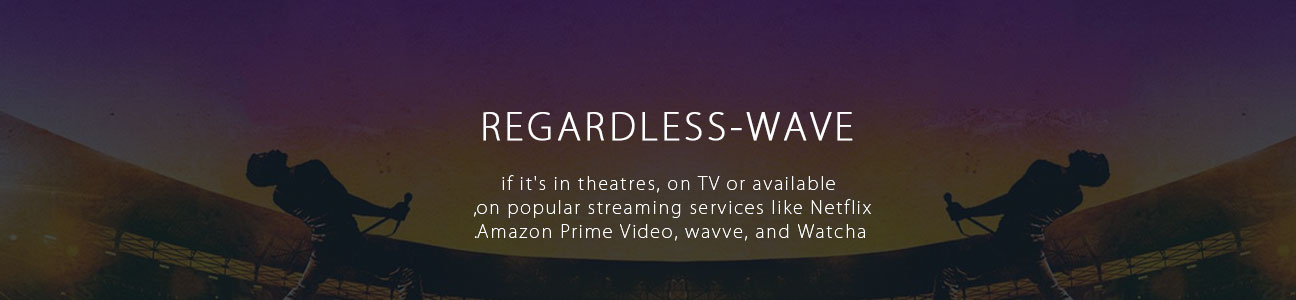 REGARDLESS-WAVE
if it's in theatres, on TV or available
,on popular streaming services like Netflix
.Amazon Prime Video, wavve, and Watcha